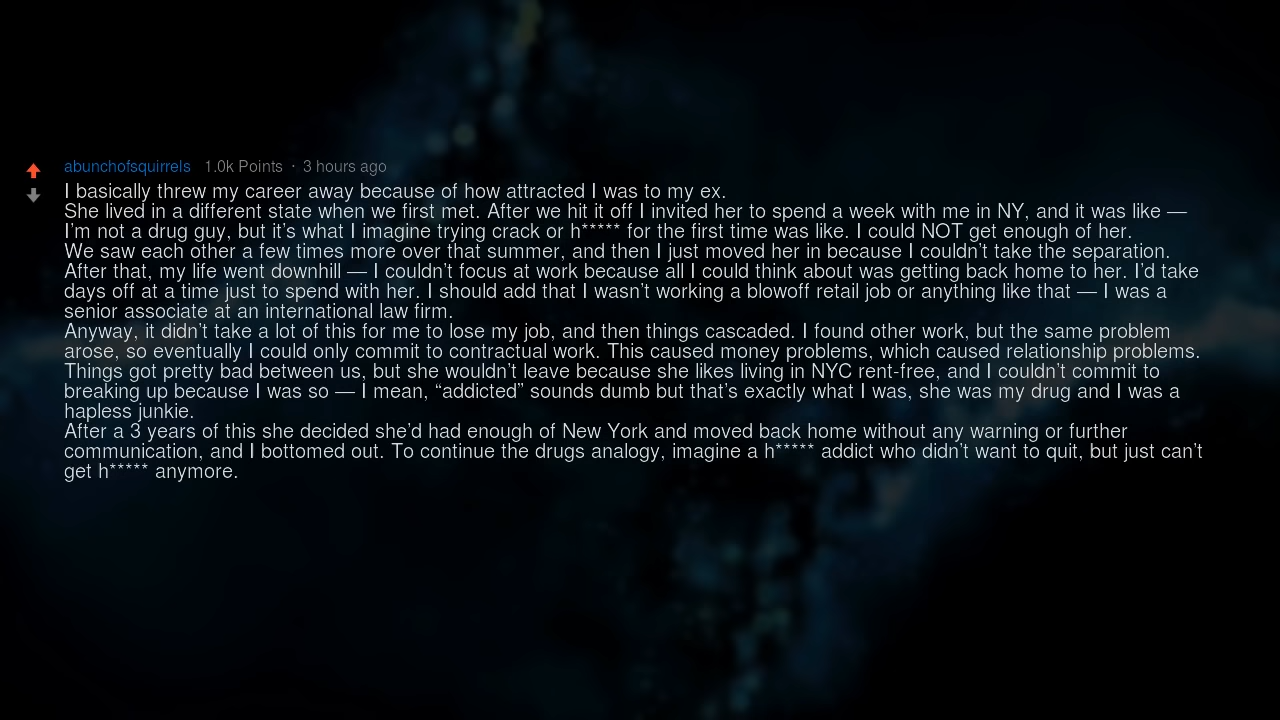 abunchofsquirrels 1.0k Points · 3 hours ago
I basically threw my career away because of how attracted I was to my ex.
She lived in a different state when we first met. After we hit it off I invited her to spend a week with me in NY, and it was like —
I’m not a drug guy, but it’s what I imagine trying crack or h***** for the first time was like. I could NOT get enough of her.
We saw each other a few times more over that summer, and then I just moved her in because I couldn’t take the separation.
After that, my life went downhill — I couldn’t focus at work because all I could think about was getting back home to her. I’d take
days off at a time just to spend with her. I should add that I wasn’t working a blowoff retail job or anything like that — I was a
senior associate at an international law firm.
Anyway, it didn’t take a lot of this for me to lose my job, and then things cascaded. I found other work, but the same problem
arose, so eventually I could only commit to contractual work. This caused money problems, which caused relationship problems.
Things got pretty bad between us, but she wouldn’t leave because she likes living in NYC rent-free, and I couldn’t commit to
breaking up because I was so — I mean, “addicted” sounds dumb but that’s exactly what I was, she was my drug and I was a
hapless junkie.
After a 3 years of this she decided she’d had enough of New York and moved back home without any warning or further
communication, and I bottomed out. To continue the drugs analogy, imagine a h***** addict who didn’t want to quit, but just can’t
get h***** anymore.